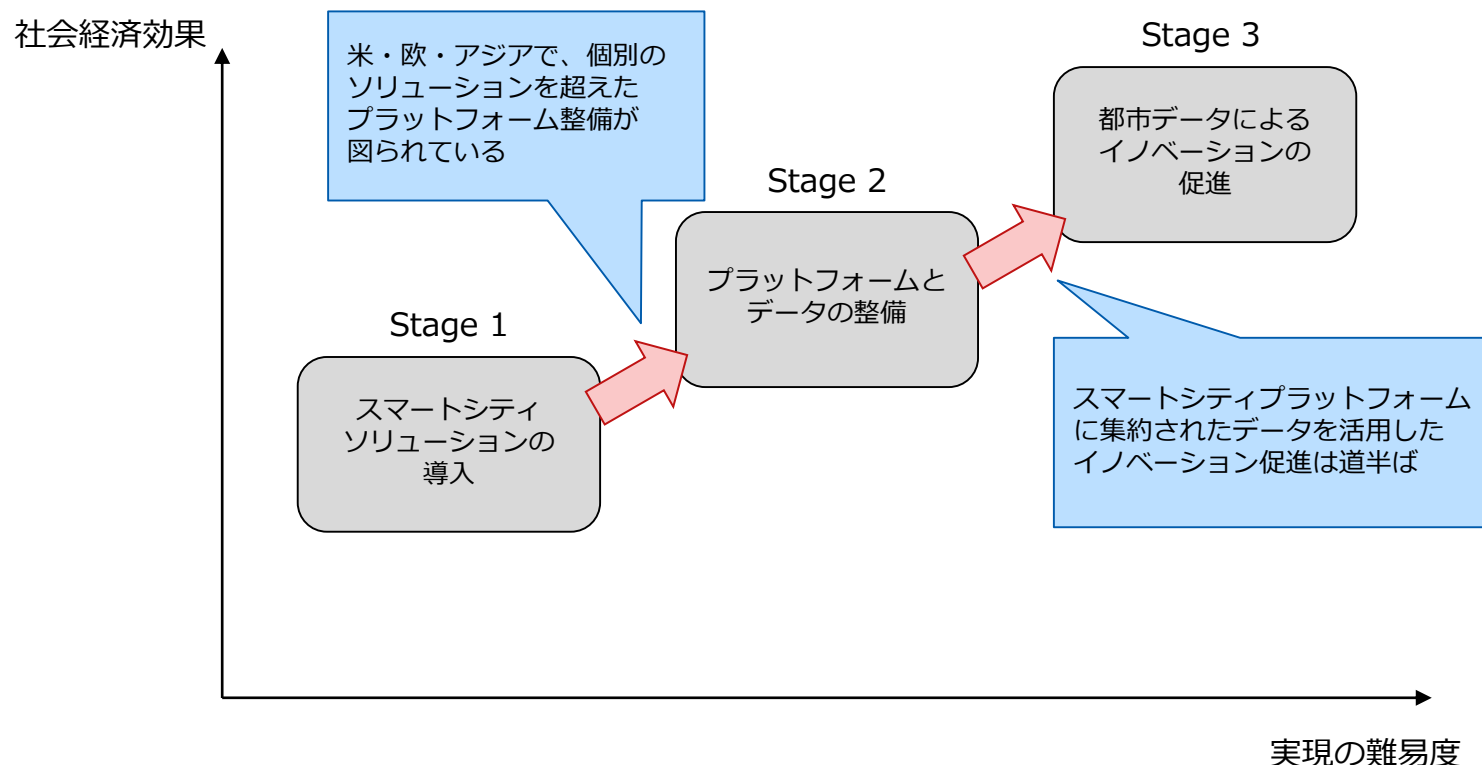 社会経済効果
米・欧・アジアで、個別の
ソリューションを超えた
プラットフォーム整備が
図られている
Stage 3
都市データによる
イノベーションの
促進
Stage 2
プラットフォームと
データの整備
Stage 1
スマートシティ
ソリューションの
導入
スマートシティプラットフォーム
に集約されたデータを活用した
イノベーション促進は道半ば
実現の難易度